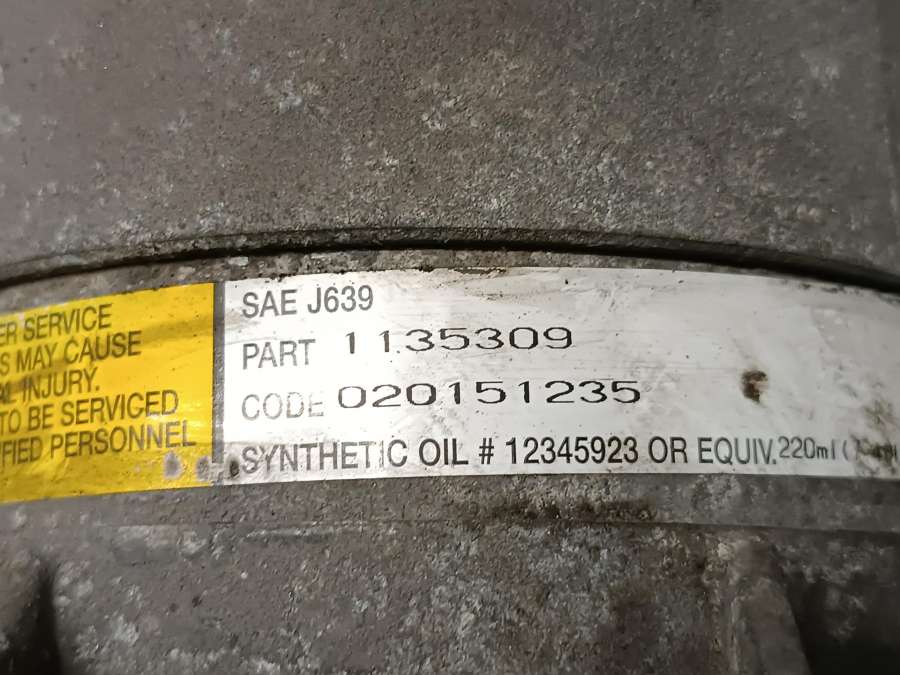 ER SERVICE
S MAY CAUSE
INJURY.
TO BE SERVICED
FIED PERSONNEL
SAE J639
PART 1135309
CODE 020151235
SYNTHETIC OIL # 12345923 OR EQUIV. 220ml